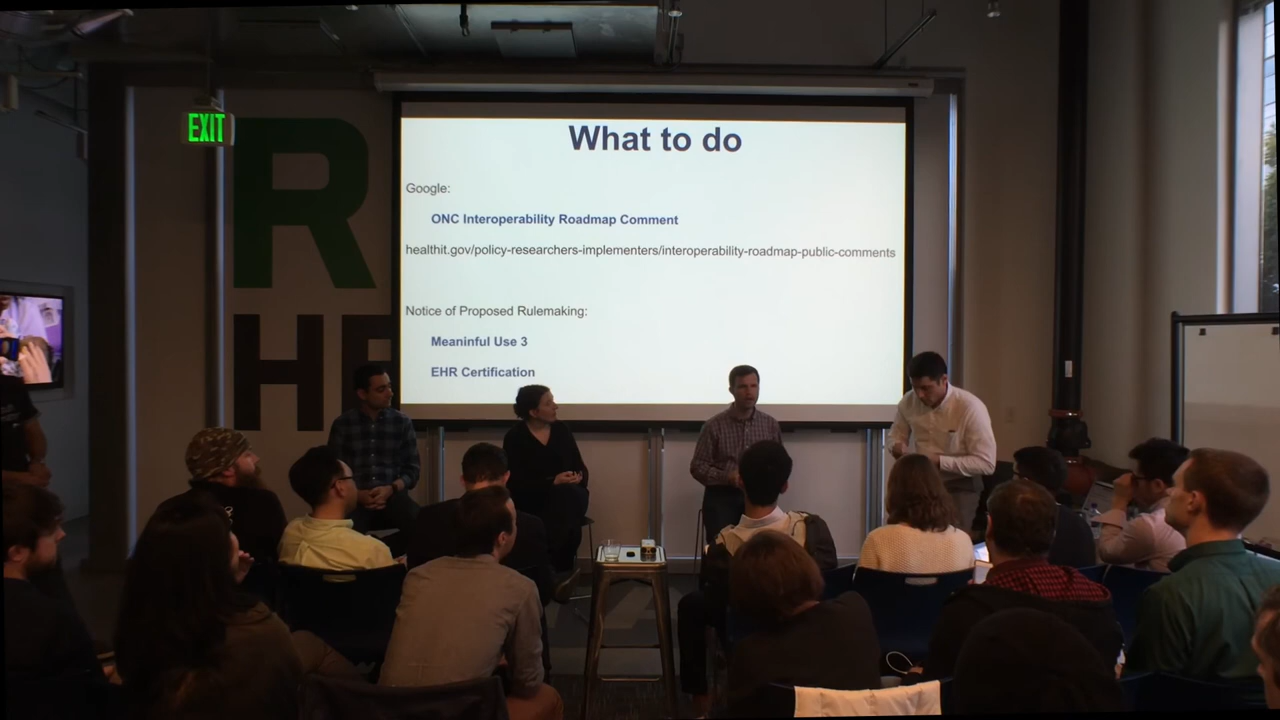 EXIT
R
HE
What to do
Google:
ONC Interoperability Roadmap Comment
healthit.gov/policy-researchers-implementers/interoperability-roadmap-public-comments
Notice of Proposed Rulemaking:
Meaninful Use 3
EHR Certification